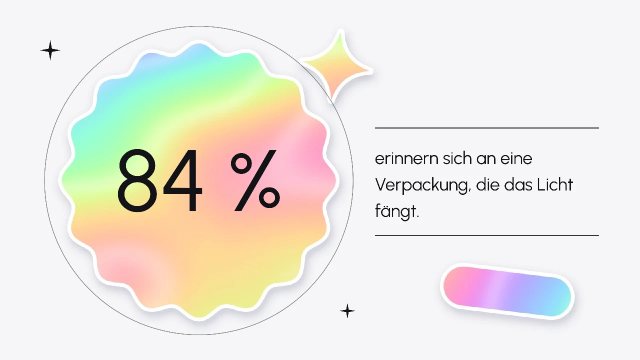 84 %
erinnern sich an eine
Verpackung, die das Licht
fängt.